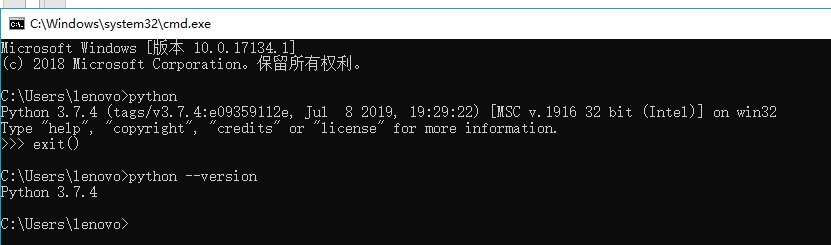 C:\Windows\system32\cmd.exe
Microsoft Windows [版本 10.0.17134.1]
(c) 2018 Microsoft Corporation。保留所有权利。
C:\Users\lenovo>python
Python 3.7.4 (tags/v3.7.4:e09359112e, Jul  8 2019, 19:29:22) [MSC v.1916 32 bit (Intel)] on win32
Type "help", "copyright", "credits" or "license" for more information.
>>> exit()
C:\Users\lenovo>python --version
Python 3.7.4
C:\Users\lenovo>